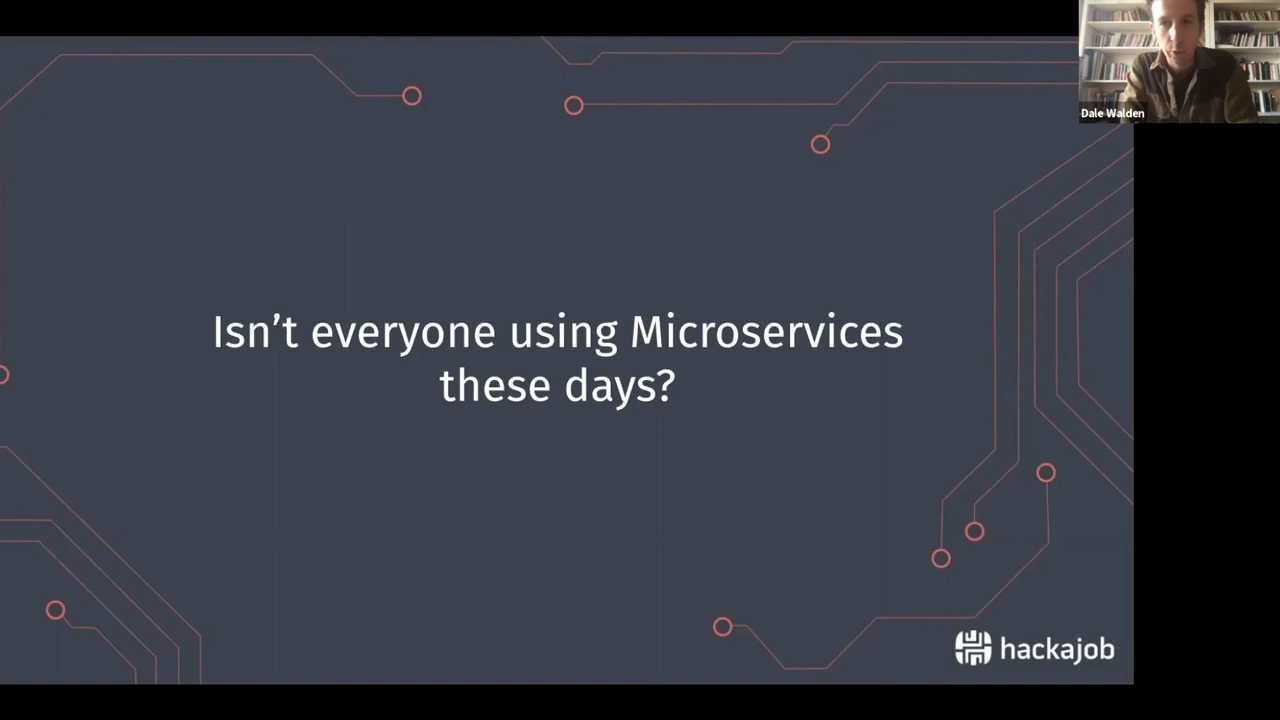 Dale Walden
Isn't everyone using Microservices
these days?
hackajob